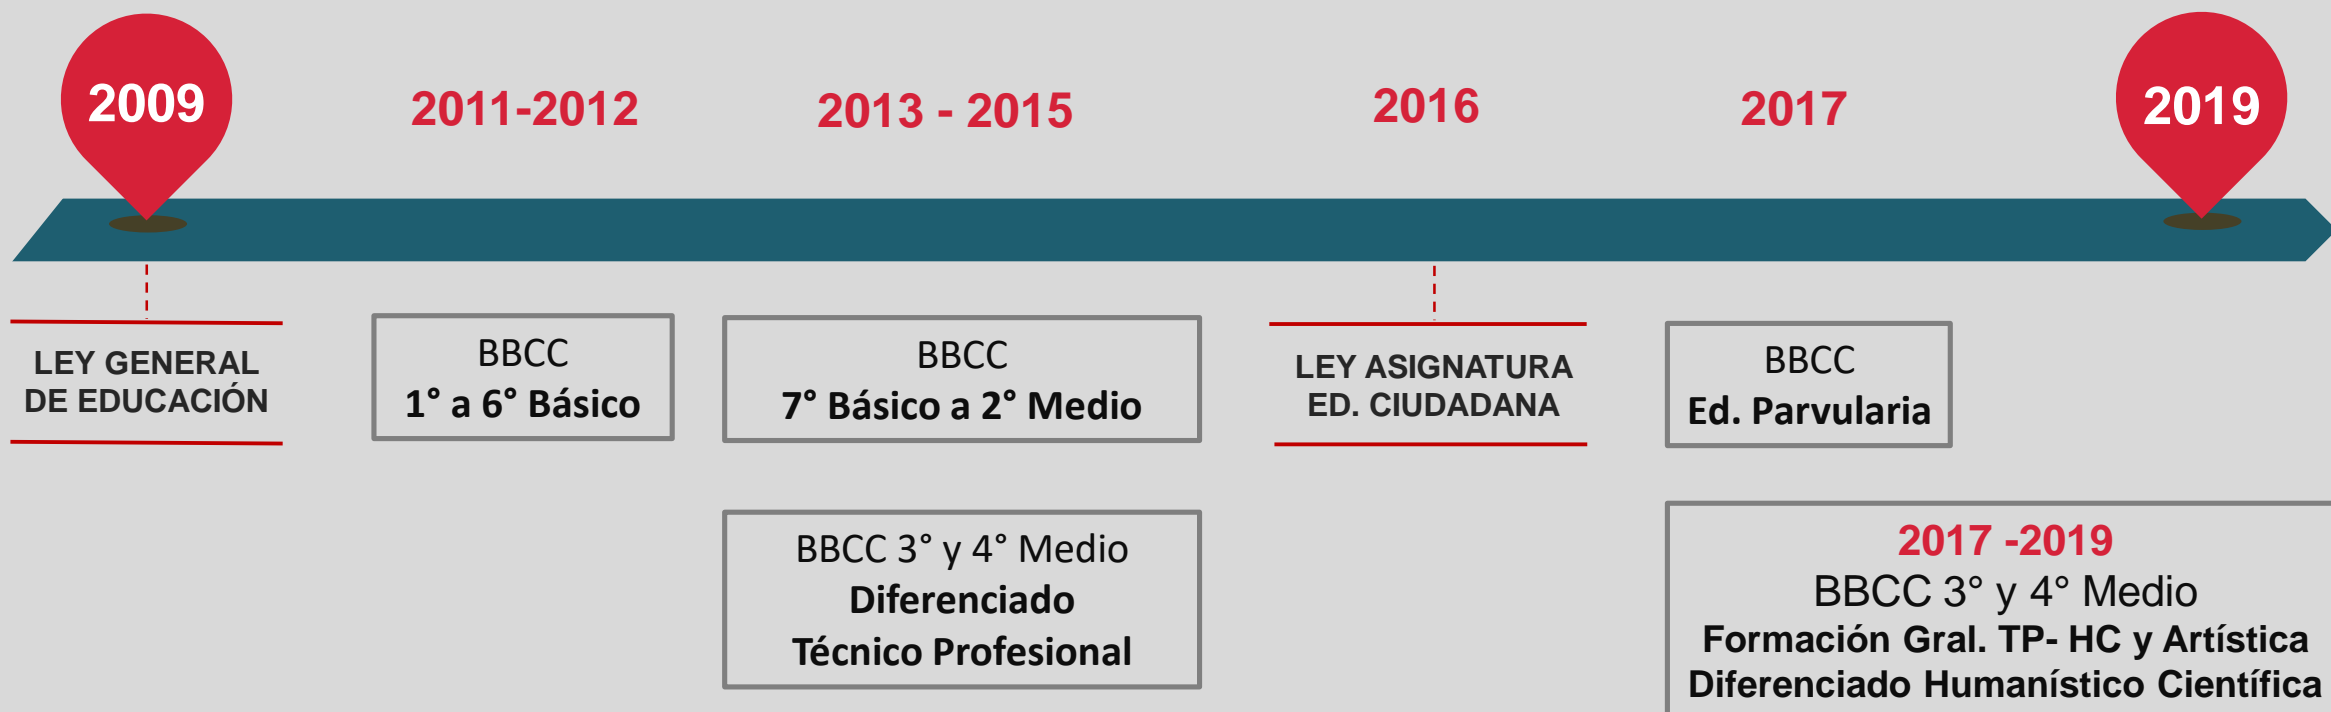 2009
2011-2012
2013 - 2015
2016
2017
2019
LEY GENERAL
DE EDUCACIÓN
BBCC
1° a 6° Básico
BBCC
7° Básico a 2° Medio
LEY ASIGNATURA
ED. CIUDADANA
BBCC
Ed. Parvularia
BBCC 3° y 4° Medio
Diferenciado
Técnico Profesional
2017 -2019
BBCC 3° y 4° Medio
Formación Gral. TP- HC y Artística
Diferenciado Humanístico Científica